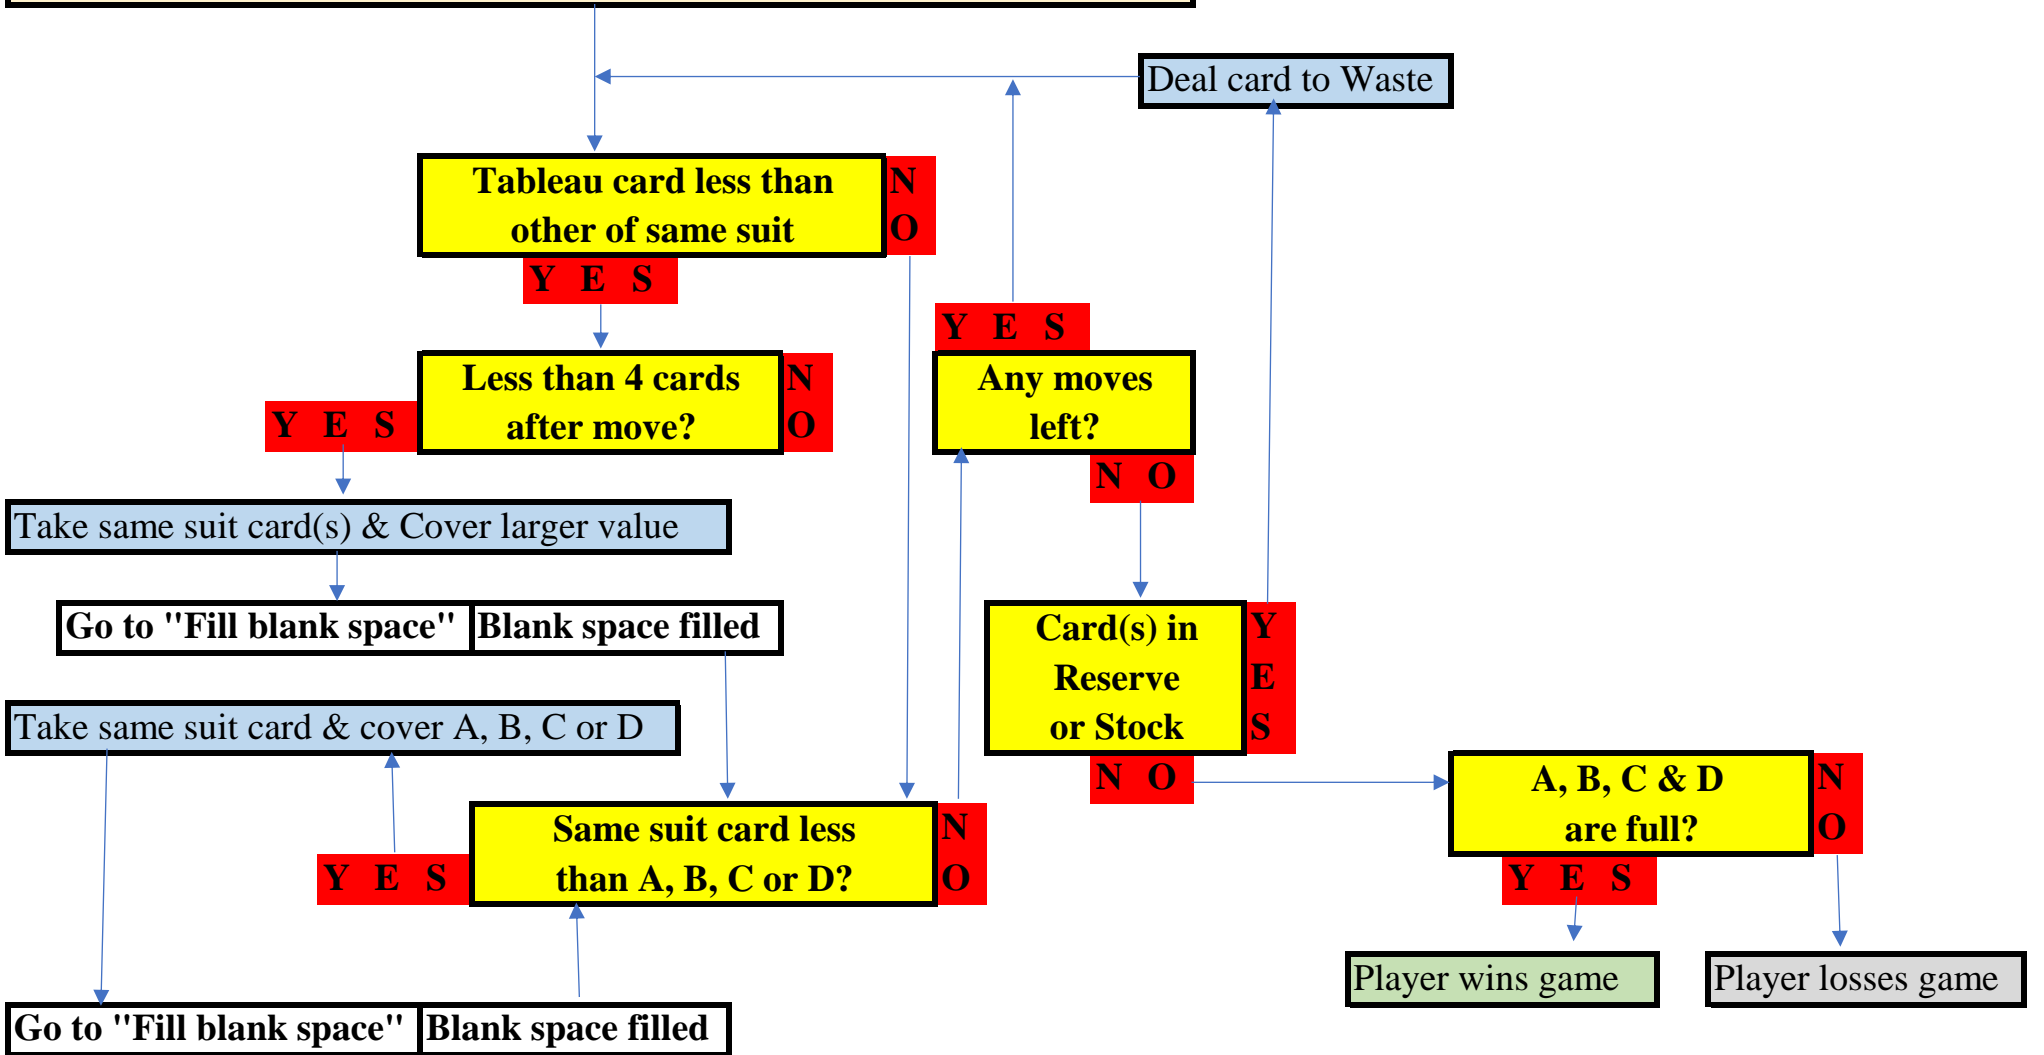 Deal card to Waste
Tableau card less than
other of same suit
N
O
Y E S
Y E S
Less than 4 cards
after move?
N
O
Y E S
Any moves
left?
N O
Take same suit card(s) & Cover larger value
Go to "Fill blank space"
Blank space filled
Card(s) in
Reserve
or Stock
Y
E
S
N O
Take same suit card & cover A, B, C or D
A, B, C & D
are full?
N
O
Y E S
Same suit card less
than A, B, C or D?
N
O
Y E S
Player wins game
Player losses game
Go to "Fill blank space"
Blank space filled